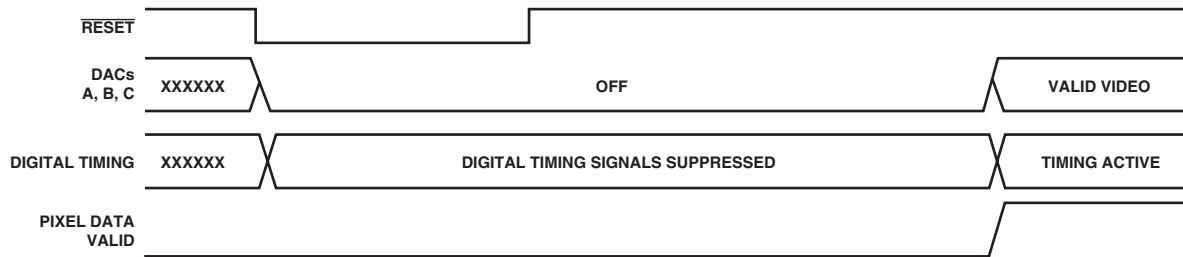 RESET
DACs
A, B, C
XXXXXX
OFF
VALID VIDEO
DIGITAL TIMING
XXXXXX
DIGITAL TIMING SIGNALS SUPPRESSED
TIMING ACTIVE
PIXEL DATA
VALID